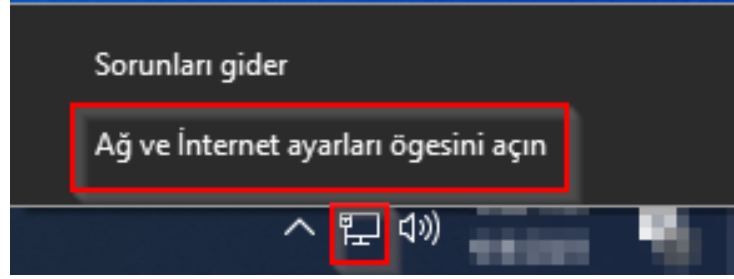 Sorunları gider
Ağ ve İnternet ayarları ögesini açın